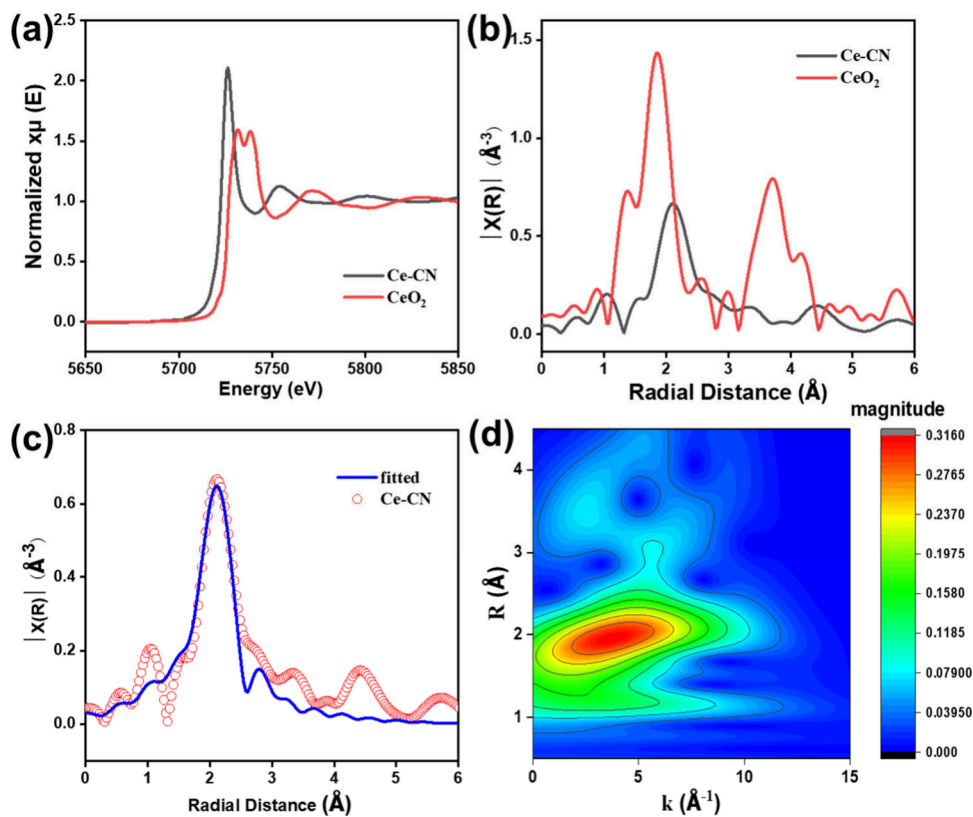 (a)
2.5
2.0
1.5
1.0
0.5
0.0
Normalized xμ (E)
Ce-CN
CeO₂
5650 5700 5750 5800 5850
Energy (eV)
(b)
1.5
1.0
0.5
0.0
|X(R)| (Å⁻³)
Ce-CN
CeO₂
0 1 2 3 4 5 6
Radial Distance (Å)
(c)
0.8
0.6
0.4
0.2
0.0
|X(R)| (Å⁻³)
fitted
Ce-CN
0 1 2 3 4 5 6
Radial Distance (Å)
(d)
magnitude
4
3
2
1
R (Å)
0 5 10 15
k (Å⁻¹)
0.3160
0.2765
0.2370
0.1975
0.1580
0.1185
0.07900
0.03950
0.000